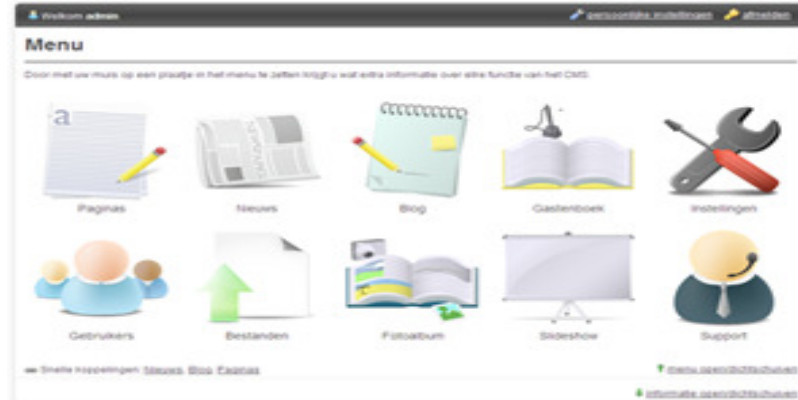 Welkom admin
persoonlijke instellingen afmelden
Menu
Door met uw muis op een plaatje in het menu te zetten krijgt u wat extra informatie over elke functie van het CMS.
a
Paginas Nieuws Blog Gastenboek Instellingen
Gebruikers Bestanden Fotoalbum Slideshow Support
Snelle koppelingen: Nieuws, Blog, Paginas
menu open/dichtschuiven
informatie open/dichtschuiven